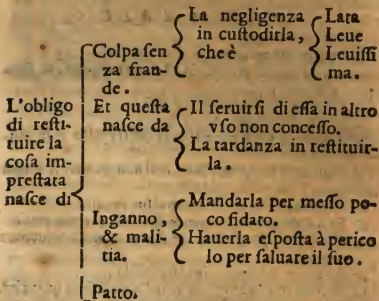 L'obligo
di resti-
tuire la
cosa im-
prestata
nasce di
Colpa sen
za frau-
de.
Et questa
nasce da
La negligenza
in custodirla,
che è
Lata
Leue
Leuissi
ma.
Il seruirsi di essa in altro
vso non concesso.
La tardanza in restituir-
la.
Inganno,
& mali-
tia.
Mandarla per messo po-
co fidato.
Hauerla esposta à perico
lo per saluare il suo.
Patto.